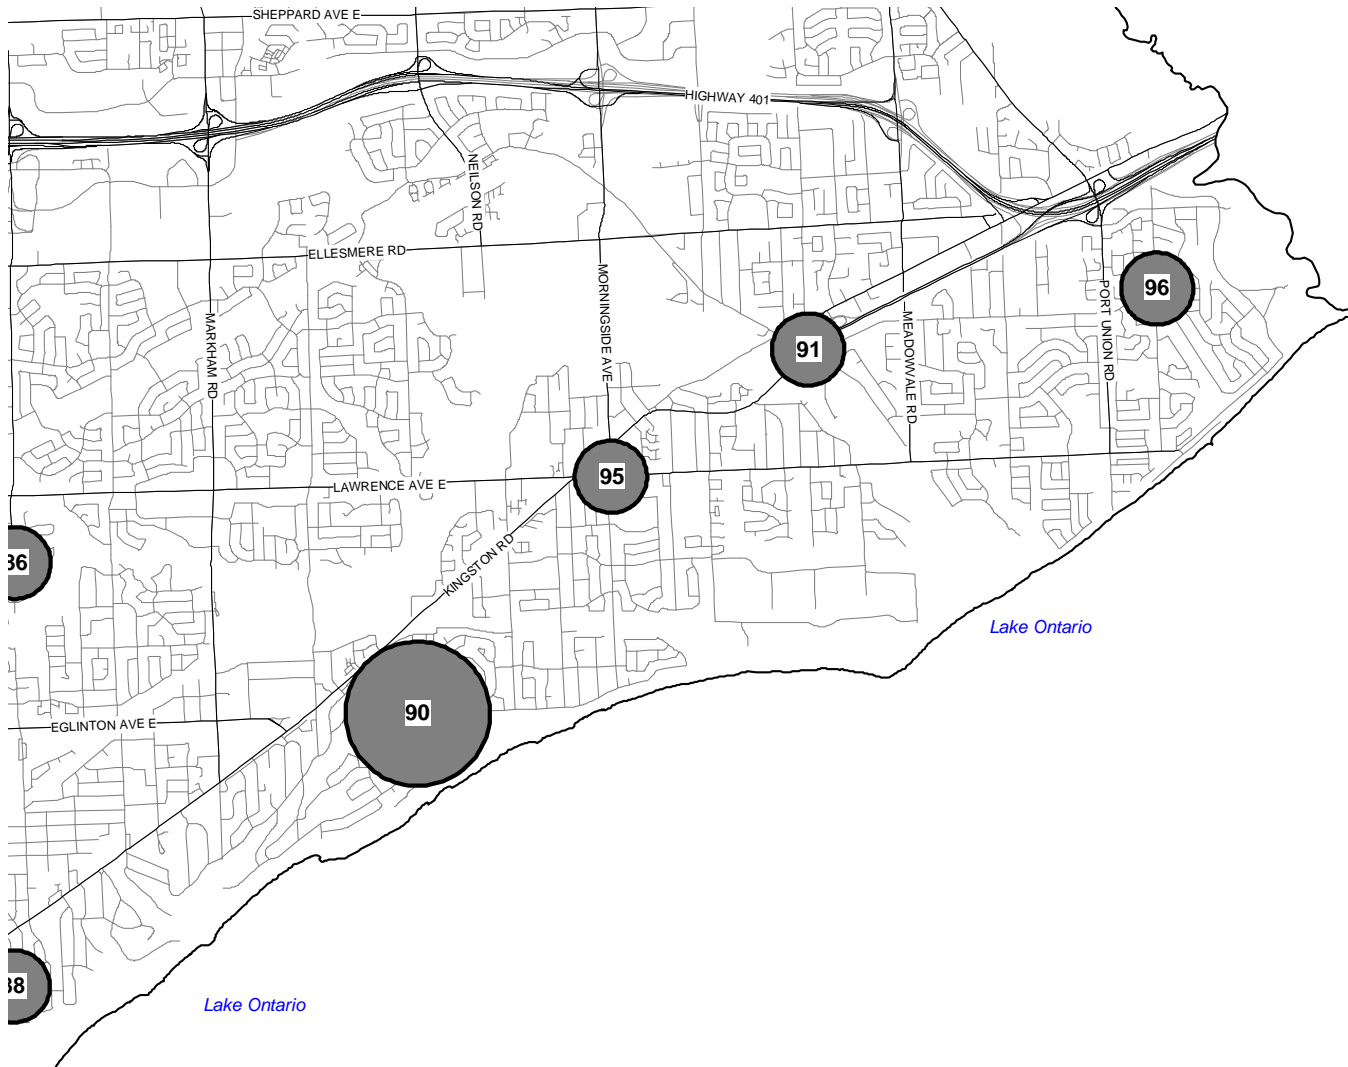 SHEPPARD AVE E
HIGHWAY 401
NEILSON RD
ELLESMERE RD
MORNINGSIDE AVE
MARKHAM RD
96
PORT UNION RD
91
MEADOWVALE RD
95
LAWRENCE AVE E
KINGSTON RD
Lake Ontario
90
EGLINTON AVE E
Lake Ontario